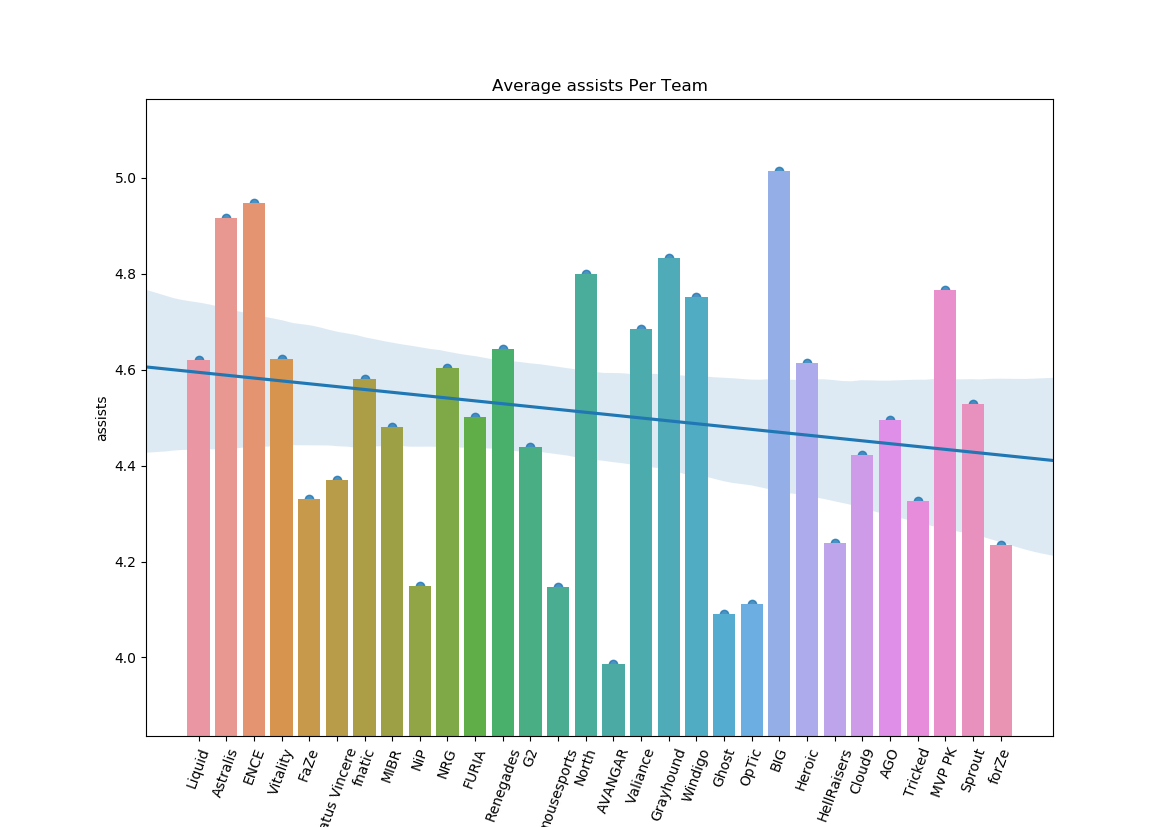 Average assists Per Team
assists
5.0
4.8
4.6
4.4
4.2
4.0
Liquid
Astralis
ENCE
Vitality
FaZe
atus Vincere
fnatic
MIBR
NiP
NRG
FURIA
Renegades
G2
mousesports
North
AVANGAR
Valiance
Grayhound
Windigo
Ghost
OpTic
BIG
Heroic
HellRaisers
Cloud9
AGO
Tricked
MVP PK
Sprout
forZe